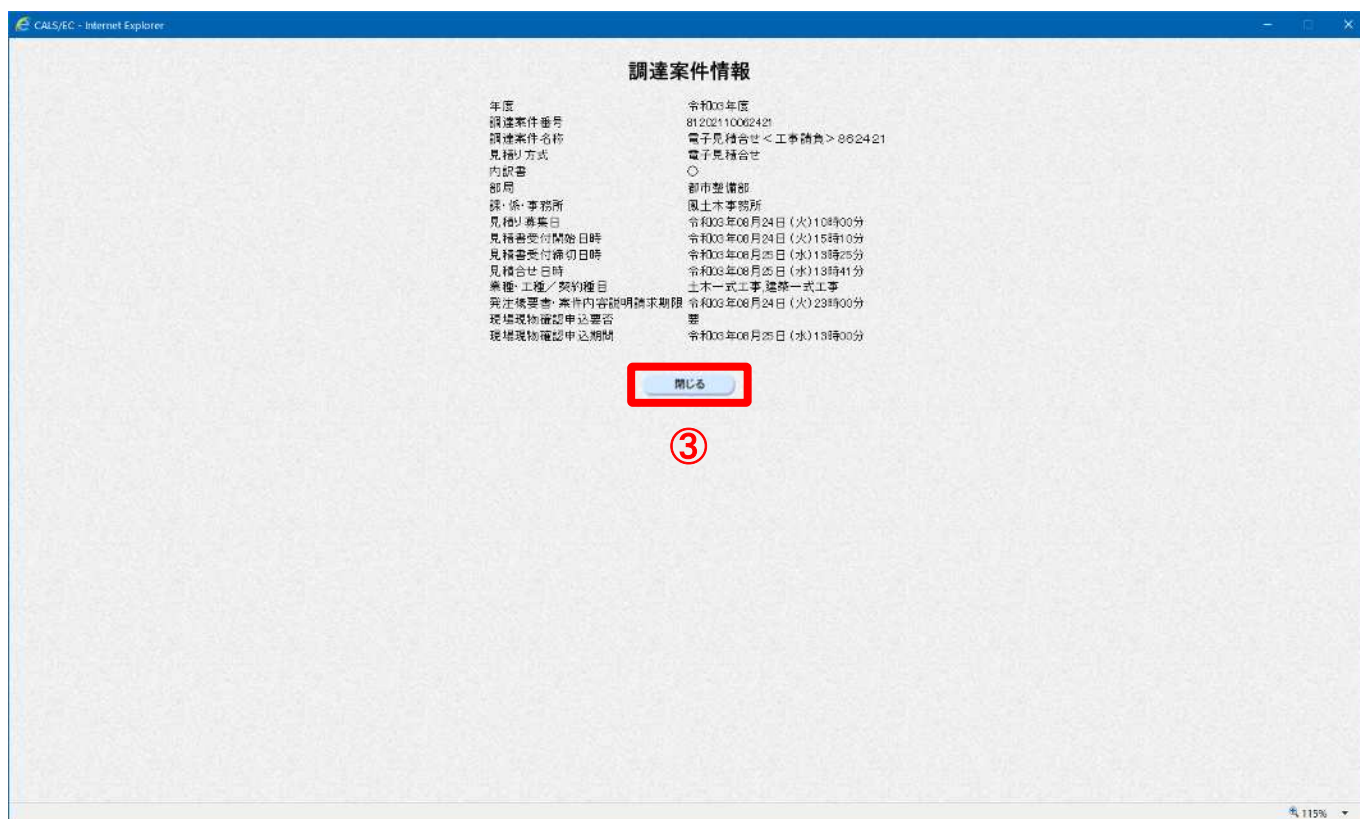 CALS/EC - Internet Explorer
調達案件情報
年度 令和03年度
調達案件番号 81202110062421
調達案件名称 電子見積合せ＜工事請負＞862421
見積り方式 電子見積合せ
内訳書 ○
部局 都市整備部
課・係・事務所 鳳土木事務所
見積り募集日 令和03年08月24日（火）10時00分
見積書受付開始日時 令和03年08月24日（火）15時10分
見積書受付締切日時 令和03年08月25日（水）13時25分
見積合せ日時 令和03年08月25日（水）13時41分
業種・工種／契約種目 土木一式工事,建築一式工事
発注概要書・案件内容説明請求期限 令和03年08月24日（火）23時00分
現場現物確認申込要否 要
現場現物確認申込期間 令和03年08月25日（水）13時00分
閉じる
③
115%